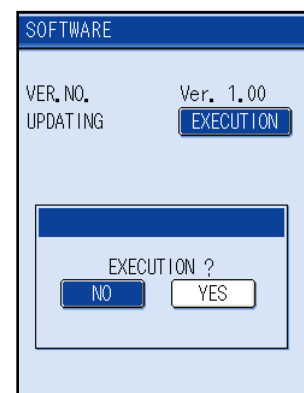 SOFTWARE
VER.NO. Ver. 1.00
UPDATING EXECUTION
EXECUTION ?
NO YES